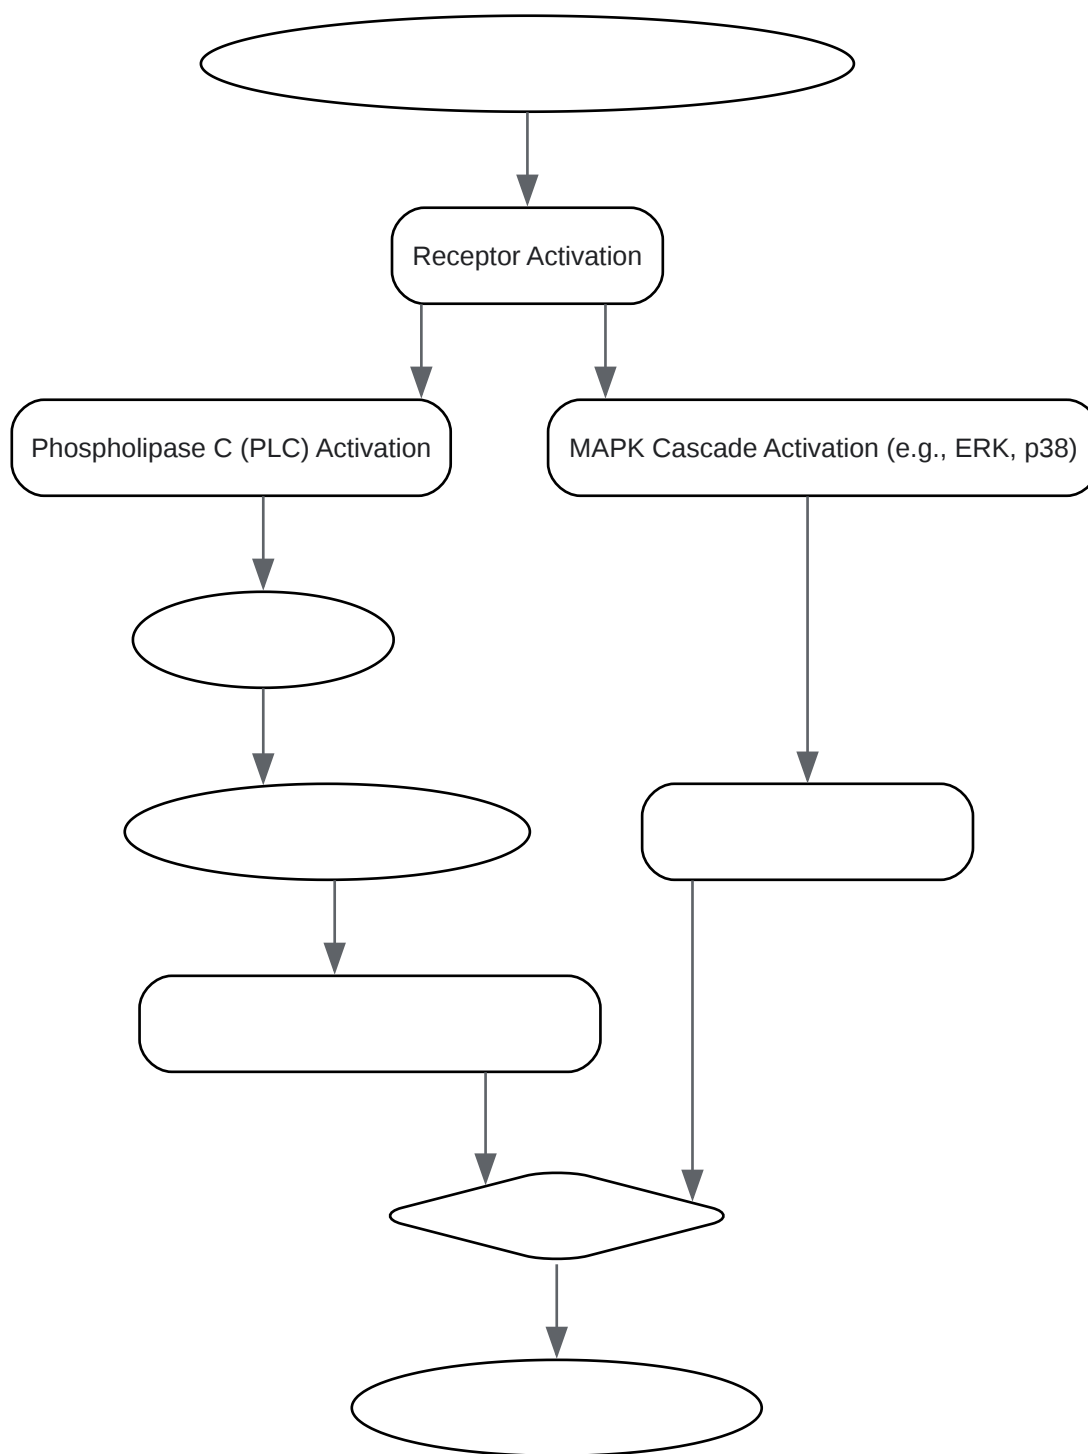 Receptor Activation
Phospholipase C (PLC) Activation
MAPK Cascade Activation (e.g., ERK, p38)